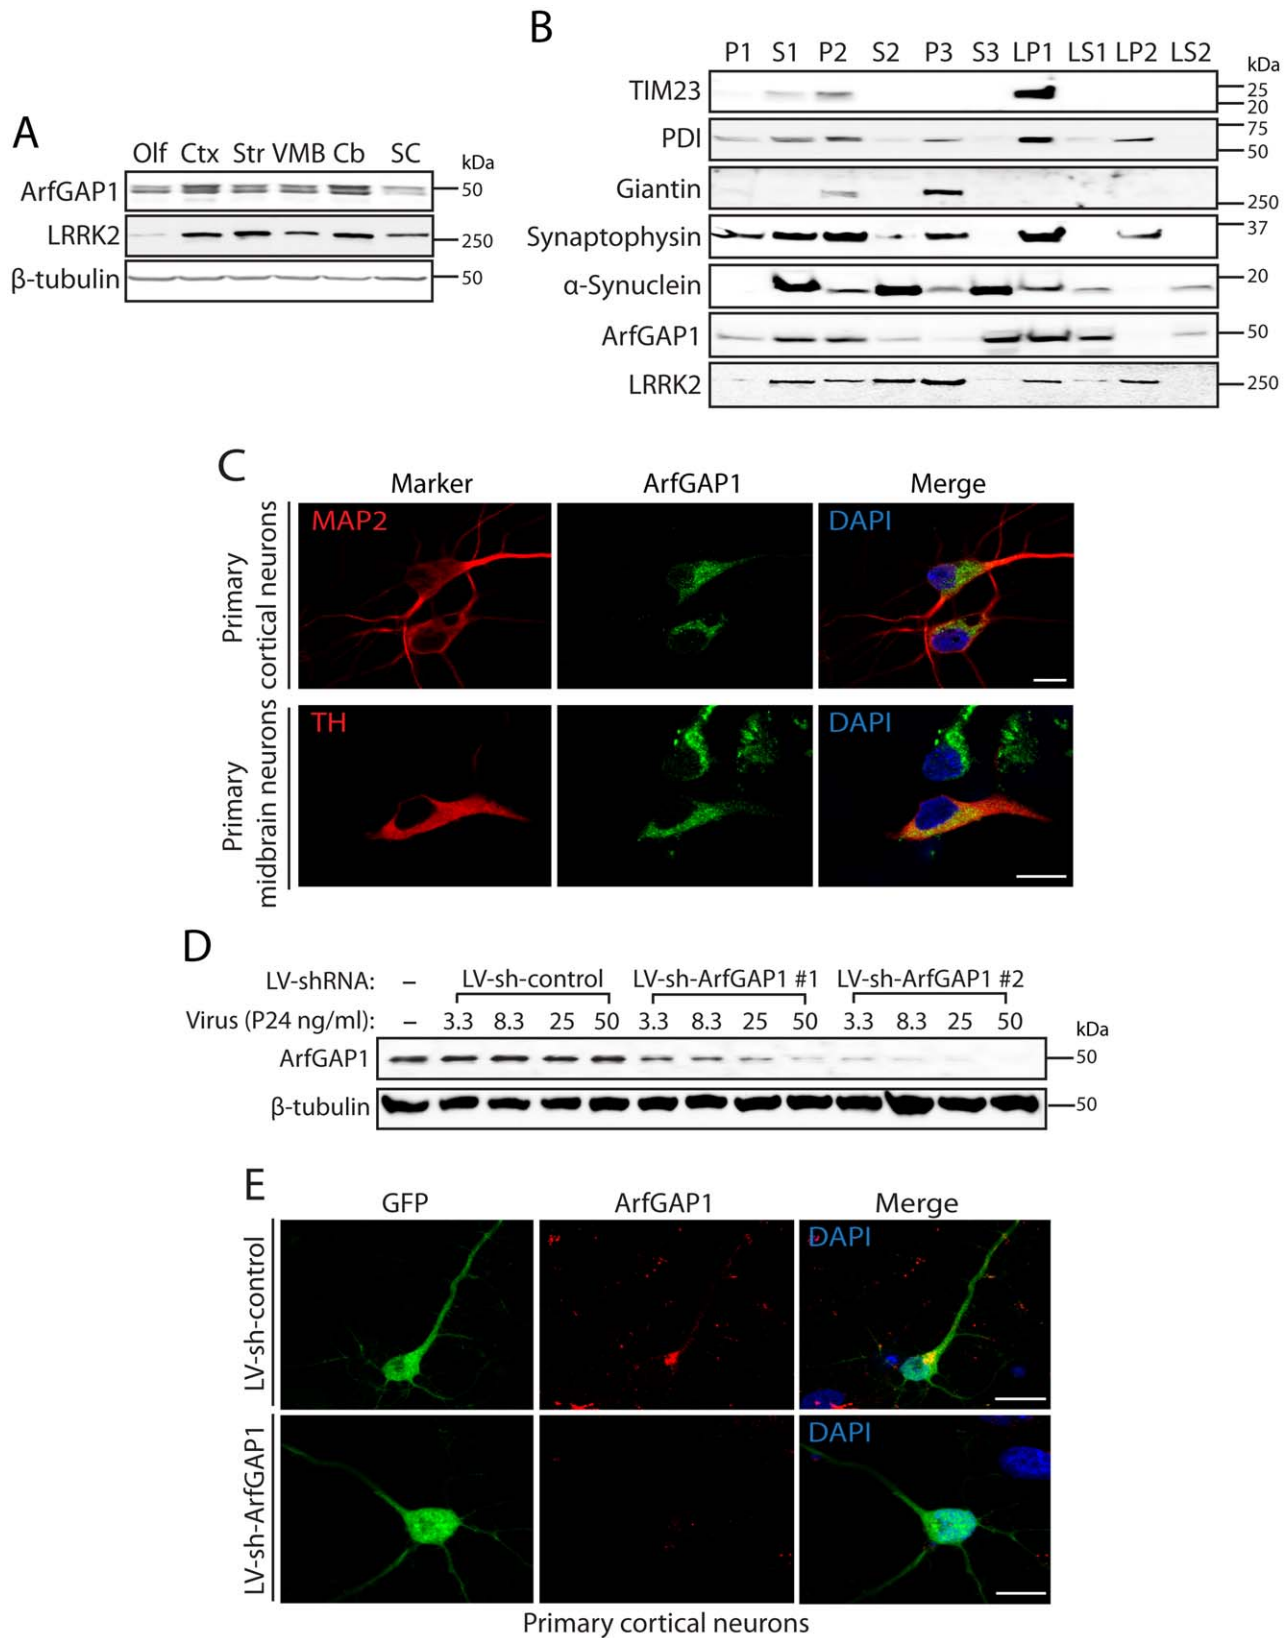 A
Olf Ctx Str VMB Cb SC
kDa
ArfGAP1 50
LRRK2 250
β-tubulin 50
B
P1 S1 P2 S2 P3 S3 LP1 LS1 LP2 LS2
kDa
TIM23 25
20
PDI 75
50
Giantin 250
Synaptophysin 37
α-Synuclein 20
ArfGAP1 50
LRRK2 250
C
Marker ArfGAP1 Merge
Primary
cortical neurons
MAP2 DAPI
Primary
midbrain neurons
TH DAPI
D
LV-shRNA: – LV-sh-control LV-sh-ArfGAP1 #1 LV-sh-ArfGAP1 #2
Virus (P24 ng/ml): – 3.3 8.3 25 50 3.3 8.3 25 50 3.3 8.3 25 50
kDa
ArfGAP1 50
β-tubulin 50
E
GFP ArfGAP1 Merge
LV-sh-control
DAPI
LV-sh-ArfGAP1
DAPI
Primary cortical neurons